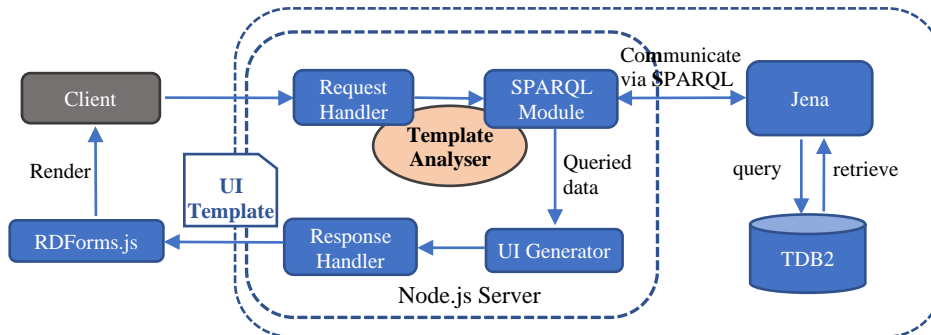 Communicate
via SPARQL
Client
Request
Handler
SPARQL
Module
Jena
Template
Analyser
Render
UI
Template
Queried
data
query
retrieve
RDForms.js
Response
Handler
UI Generator
TDB2
Node.js Server